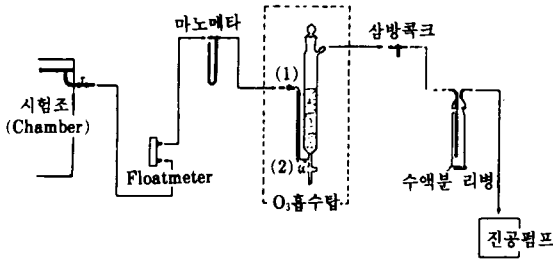 마노메타
삼방콕크
(1)
시험조
(Chamber)
Floatmeter
(2) a
O₃흡수탑
수액분 리병
진공펌프